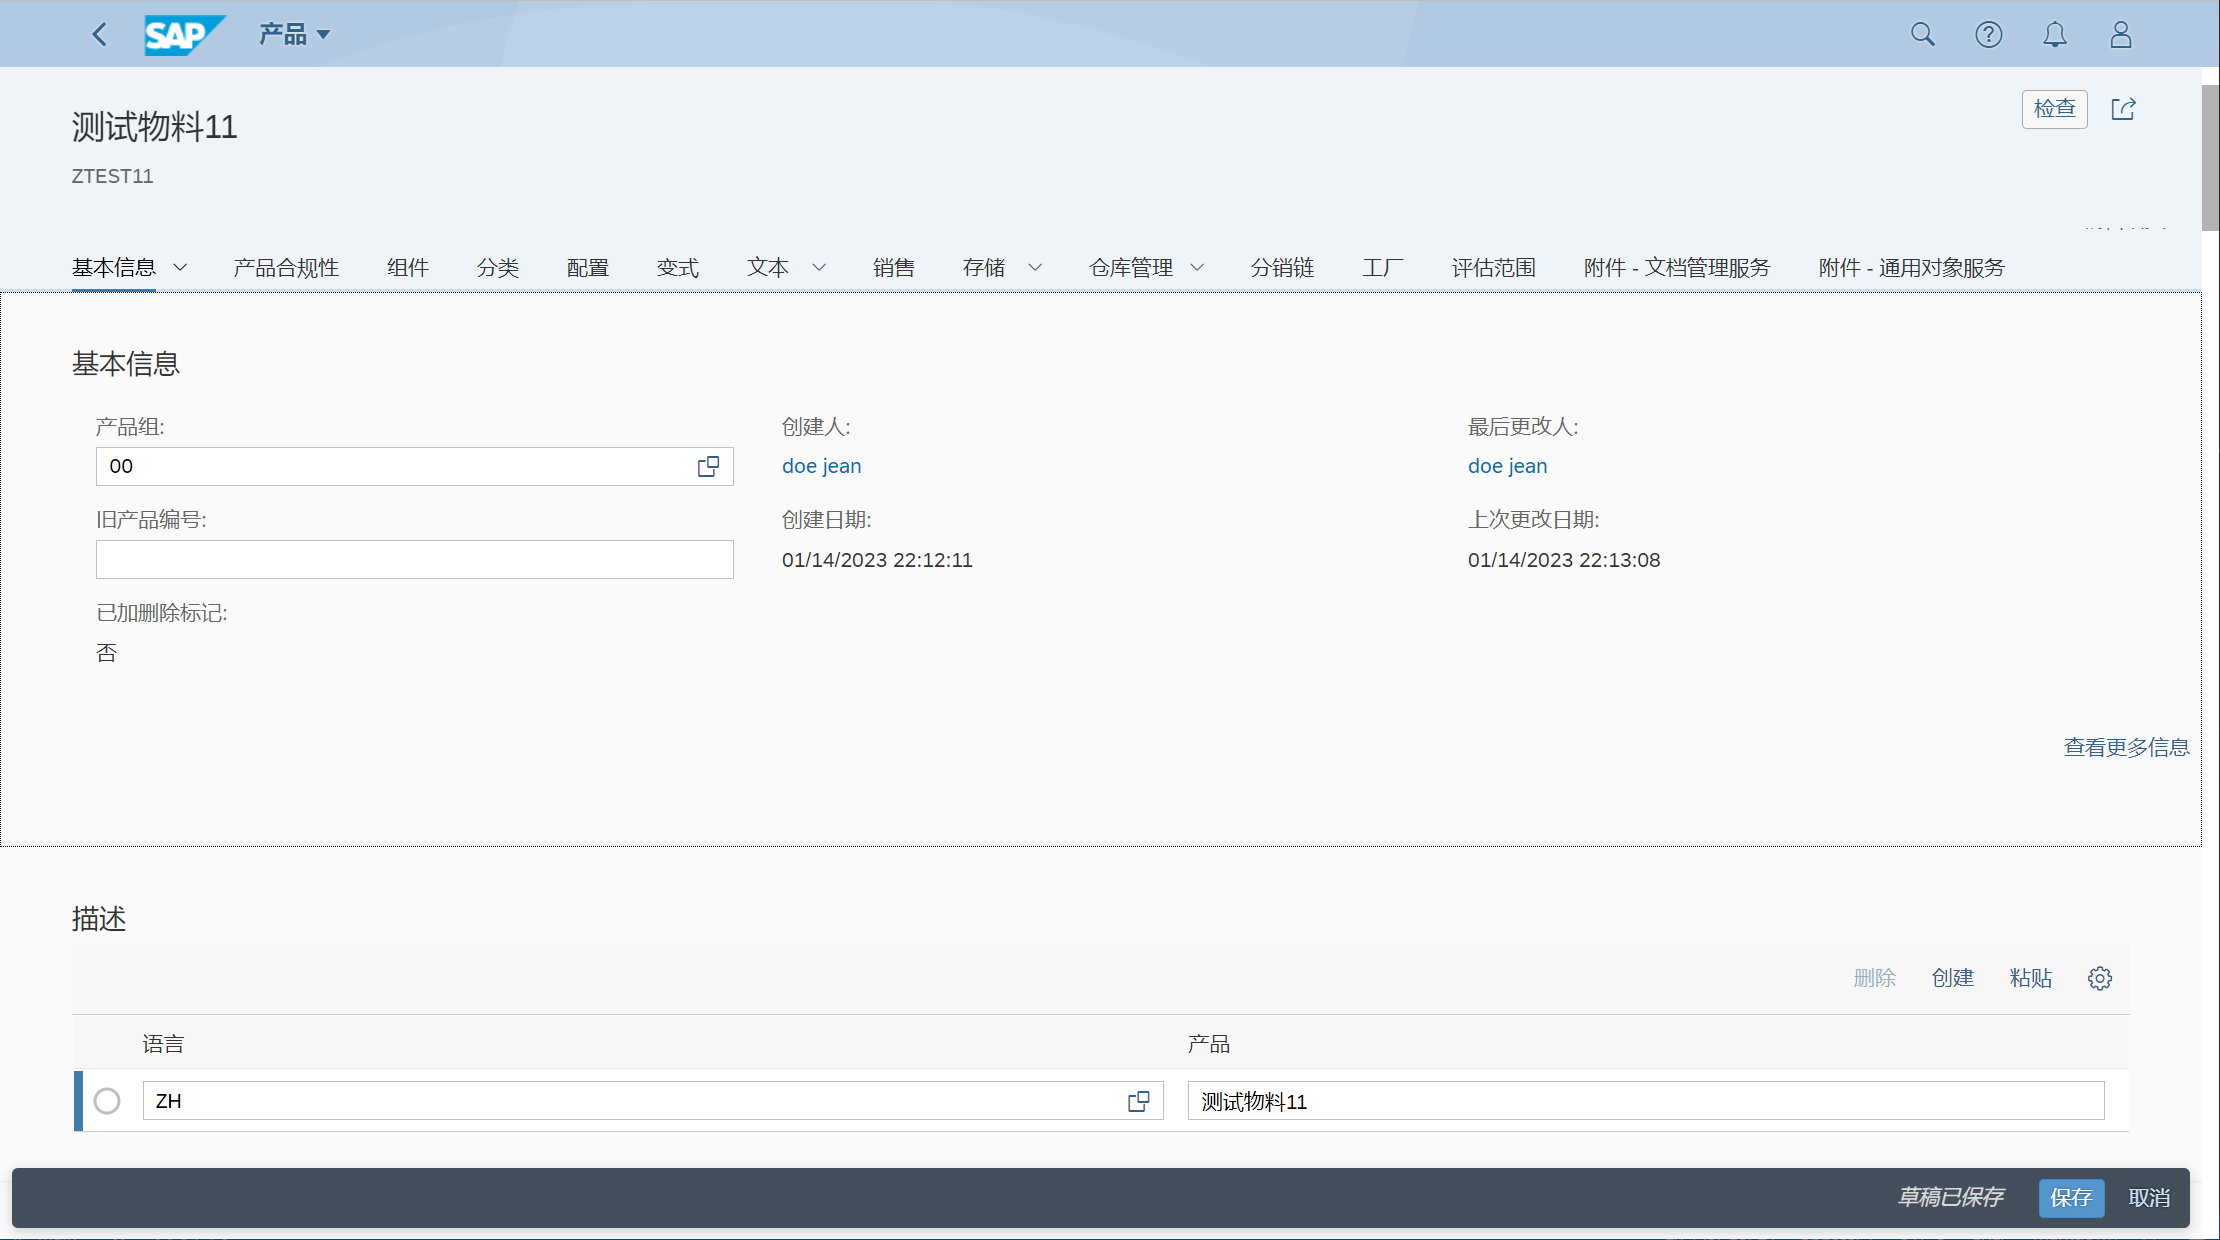 SAP 产品
检查
测试物料11
ZTEST11
基本信息 产品合规性 组件 分类 配置 变式 文本 销售 存储 仓库管理 分销链 工厂 评估范围 附件 - 文档管理服务 附件 - 通用对象服务
基本信息
产品组: 创建人: 最后更改人:
00 doe jean doe jean
旧产品编号: 创建日期: 上次更改日期:
01/14/2023 22:12:11 01/14/2023 22:13:08
已加删除标记:
否
查看更多信息
描述
删除 创建 粘贴
语言 产品
ZH 测试物料11
草稿已保存 保存 取消